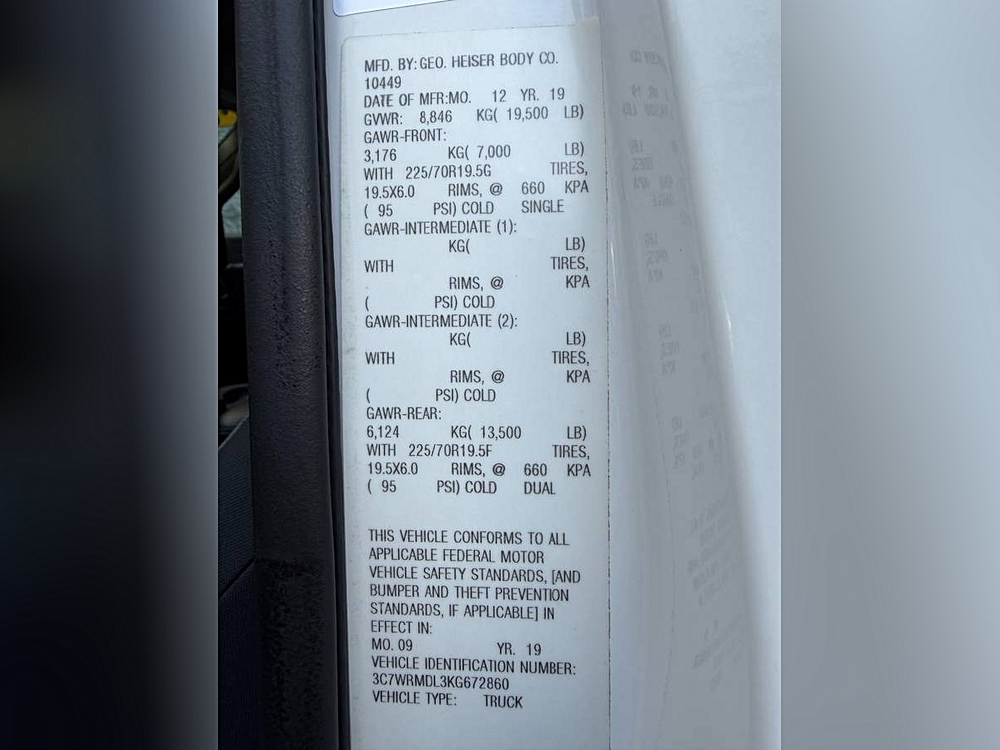 MFD. BY: GEO. HEISER BODY CO.
10449
DATE OF MFR:MO. 12 YR. 19
GVWR: 8,846 KG( 19,500 LB)
GAWR-FRONT:
3,176 KG( 7,000 LB)
WITH 225/70R19.5G TIRES,
19.5X6.0 RIMS, @ 660 KPA
( 95 PSI) COLD SINGLE
GAWR-INTERMEDIATE (1):
KG( LB)
WITH TIRES,
RIMS, @ KPA
( PSI) COLD
GAWR-INTERMEDIATE (2):
KG( LB)
WITH TIRES,
RIMS, @ KPA
( PSI) COLD
GAWR-REAR:
6,124 KG( 13,500 LB)
WITH 225/70R19.5F TIRES,
19.5X6.0 RIMS, @ 660 KPA
( 95 PSI) COLD DUAL
THIS VEHICLE CONFORMS TO ALL
APPLICABLE FEDERAL MOTOR
VEHICLE SAFETY STANDARDS, [AND
BUMPER AND THEFT PREVENTION
STANDARDS, IF APPLICABLE] IN
EFFECT IN:
MO. 09 YR. 19
VEHICLE IDENTIFICATION NUMBER:
3C7WRMDL3KG672860
VEHICLE TYPE: TRUCK